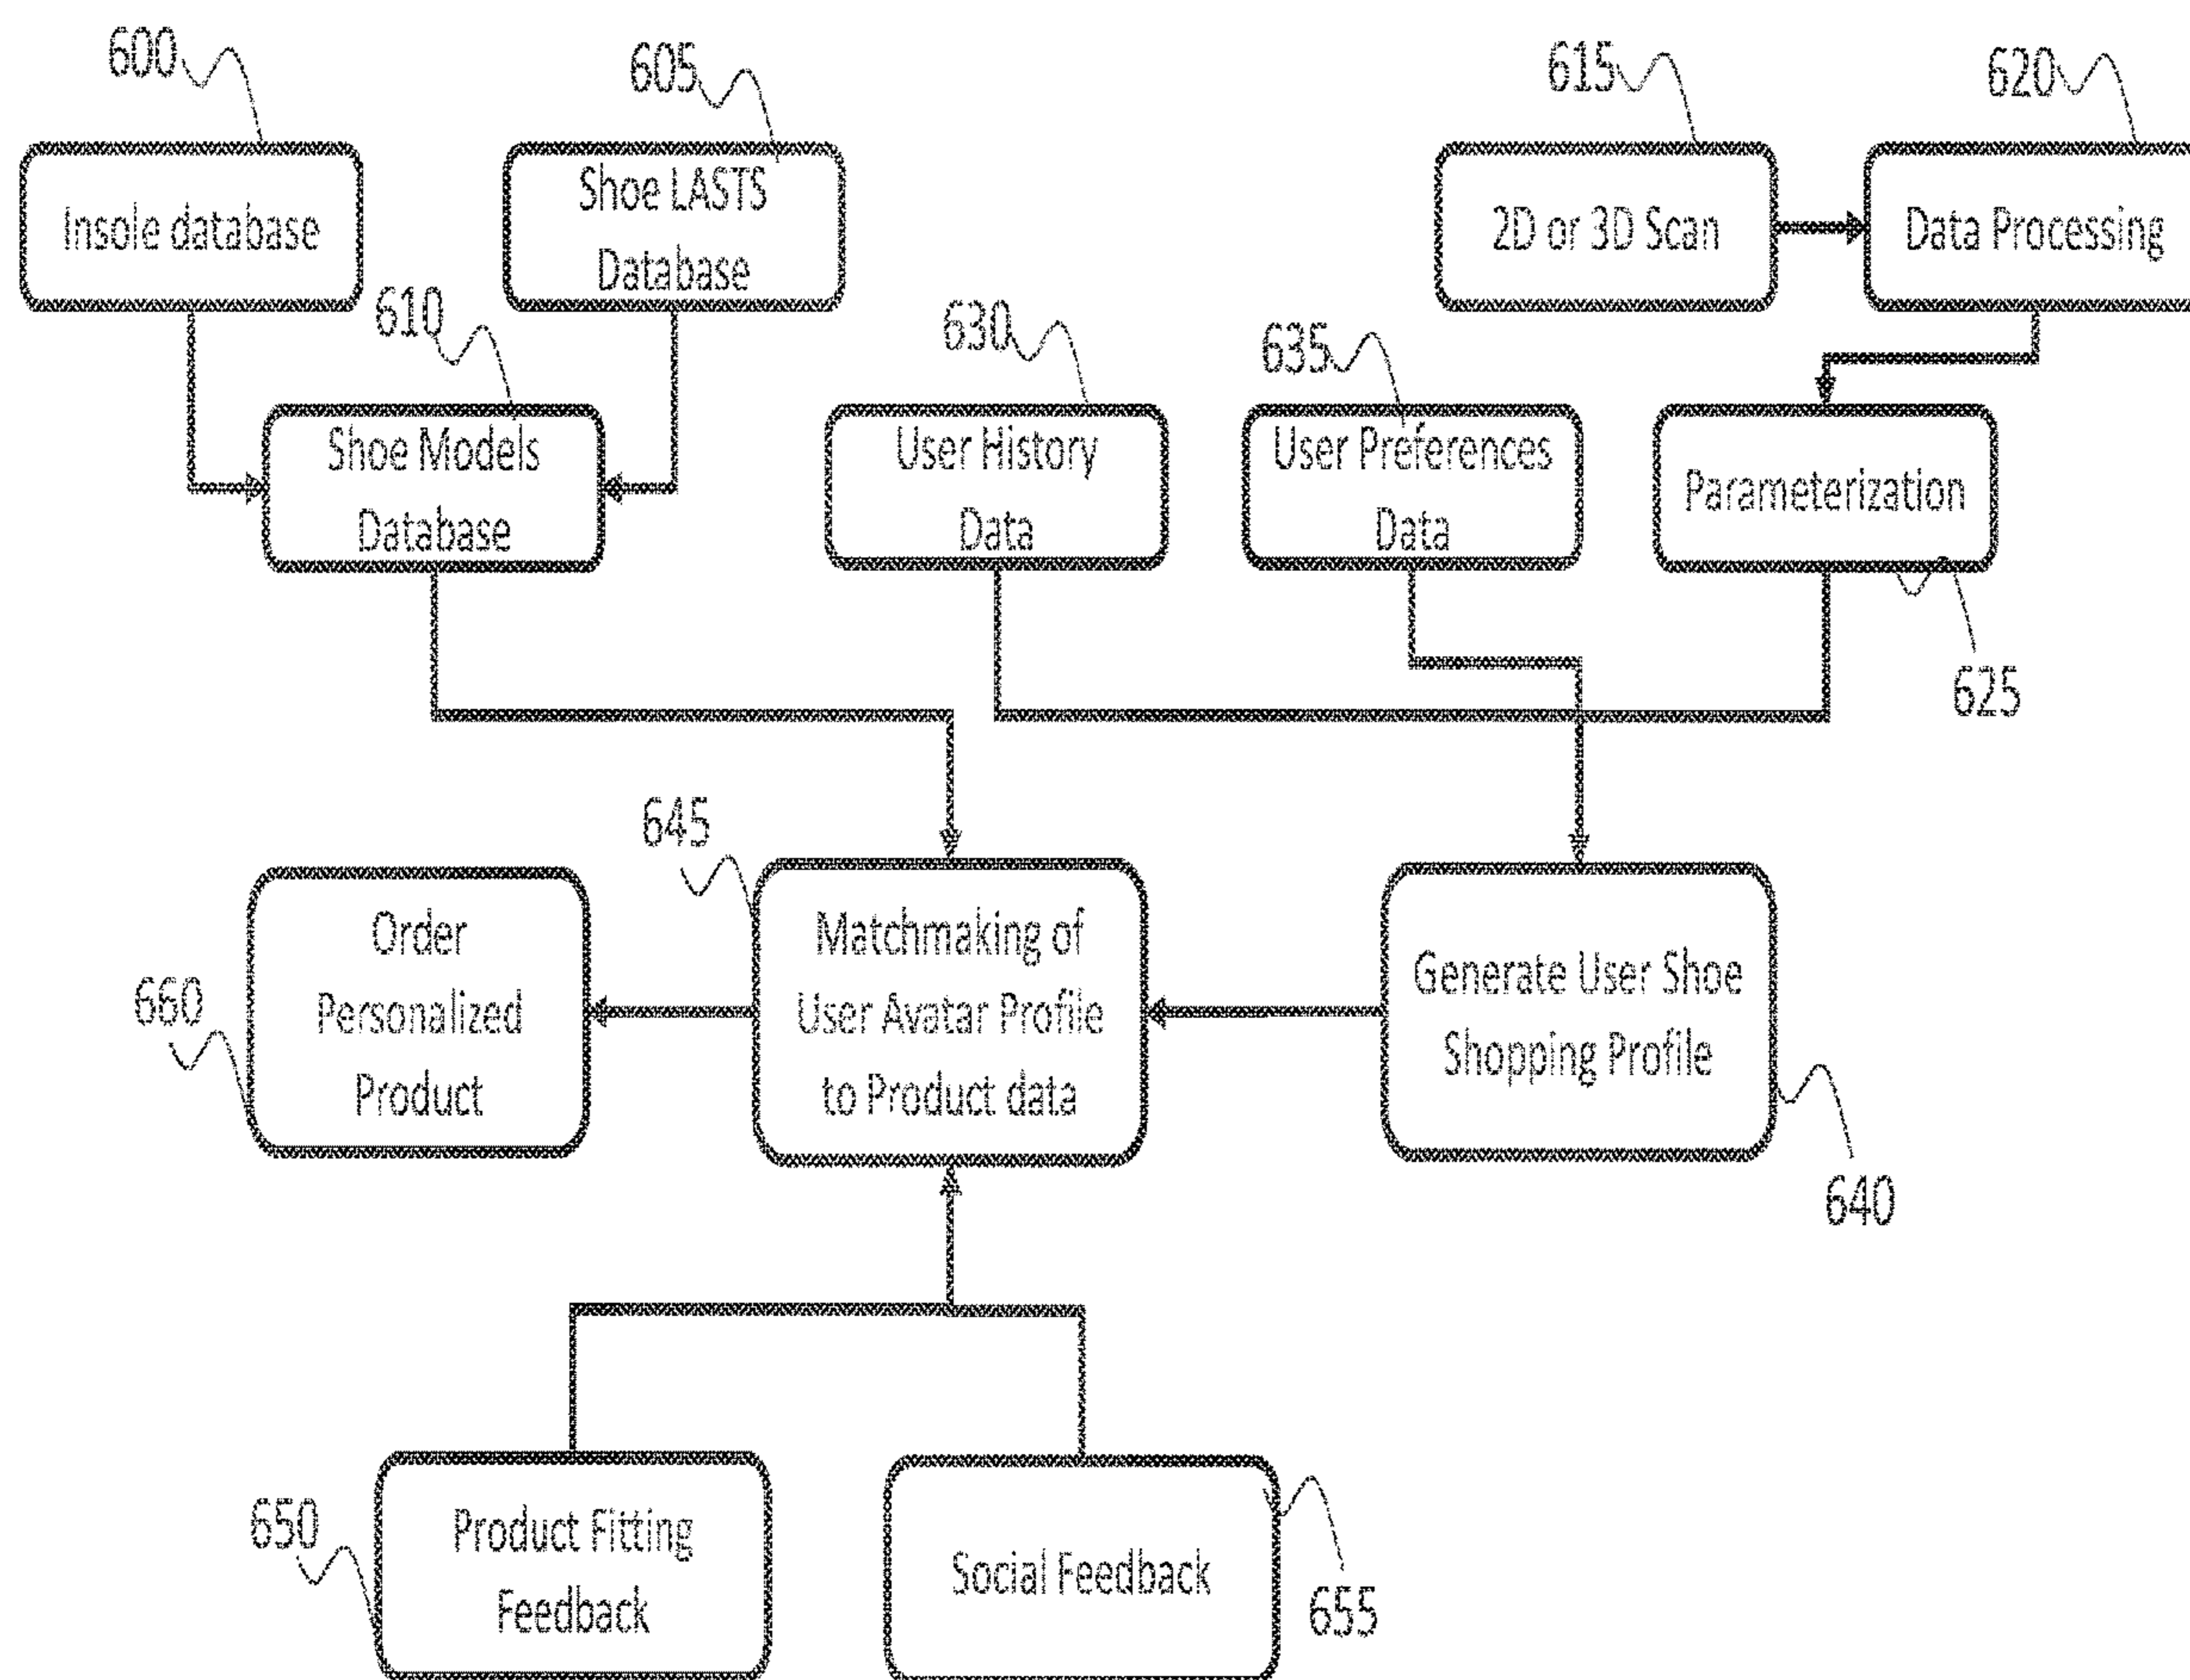 600
605
615
620
Insole database
Shoe LASTS
Database
2D or 3D Scan
Data Processing
610
630
635
Shoe Models
Database
User History
Data
User Preferences
Data
Parameterization
625
645
660
Order
Personalized
Product
Matchmaking of
User Avatar Profile
to Product data
Generate User Shoe
Shopping Profile
640
650
Product Fitting
Feedback
Social Feedback
655